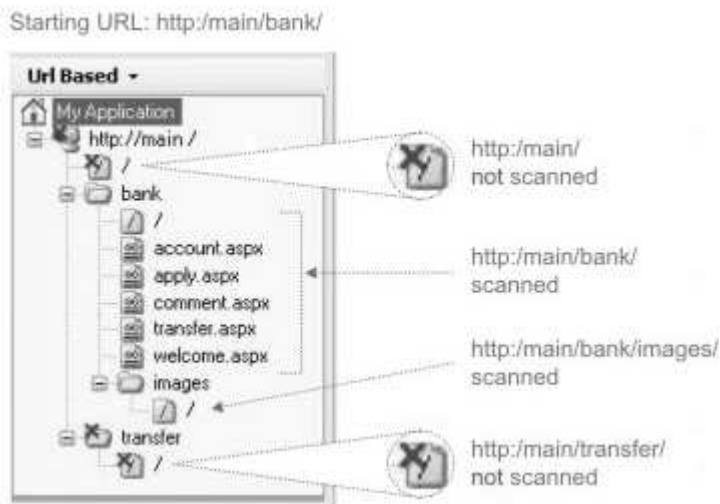 Starting URL: http:/main/bank/
Url Based
My Application
http://main /
/
http:/main/
not scanned
bank
/
account.aspx
apply.aspx
http:/main/bank/
scanned
comment.aspx
transfer.aspx
welcome.aspx
http:/main/bank/images/
scanned
images
/
transfer
/
http:/main/transfer/
not scanned